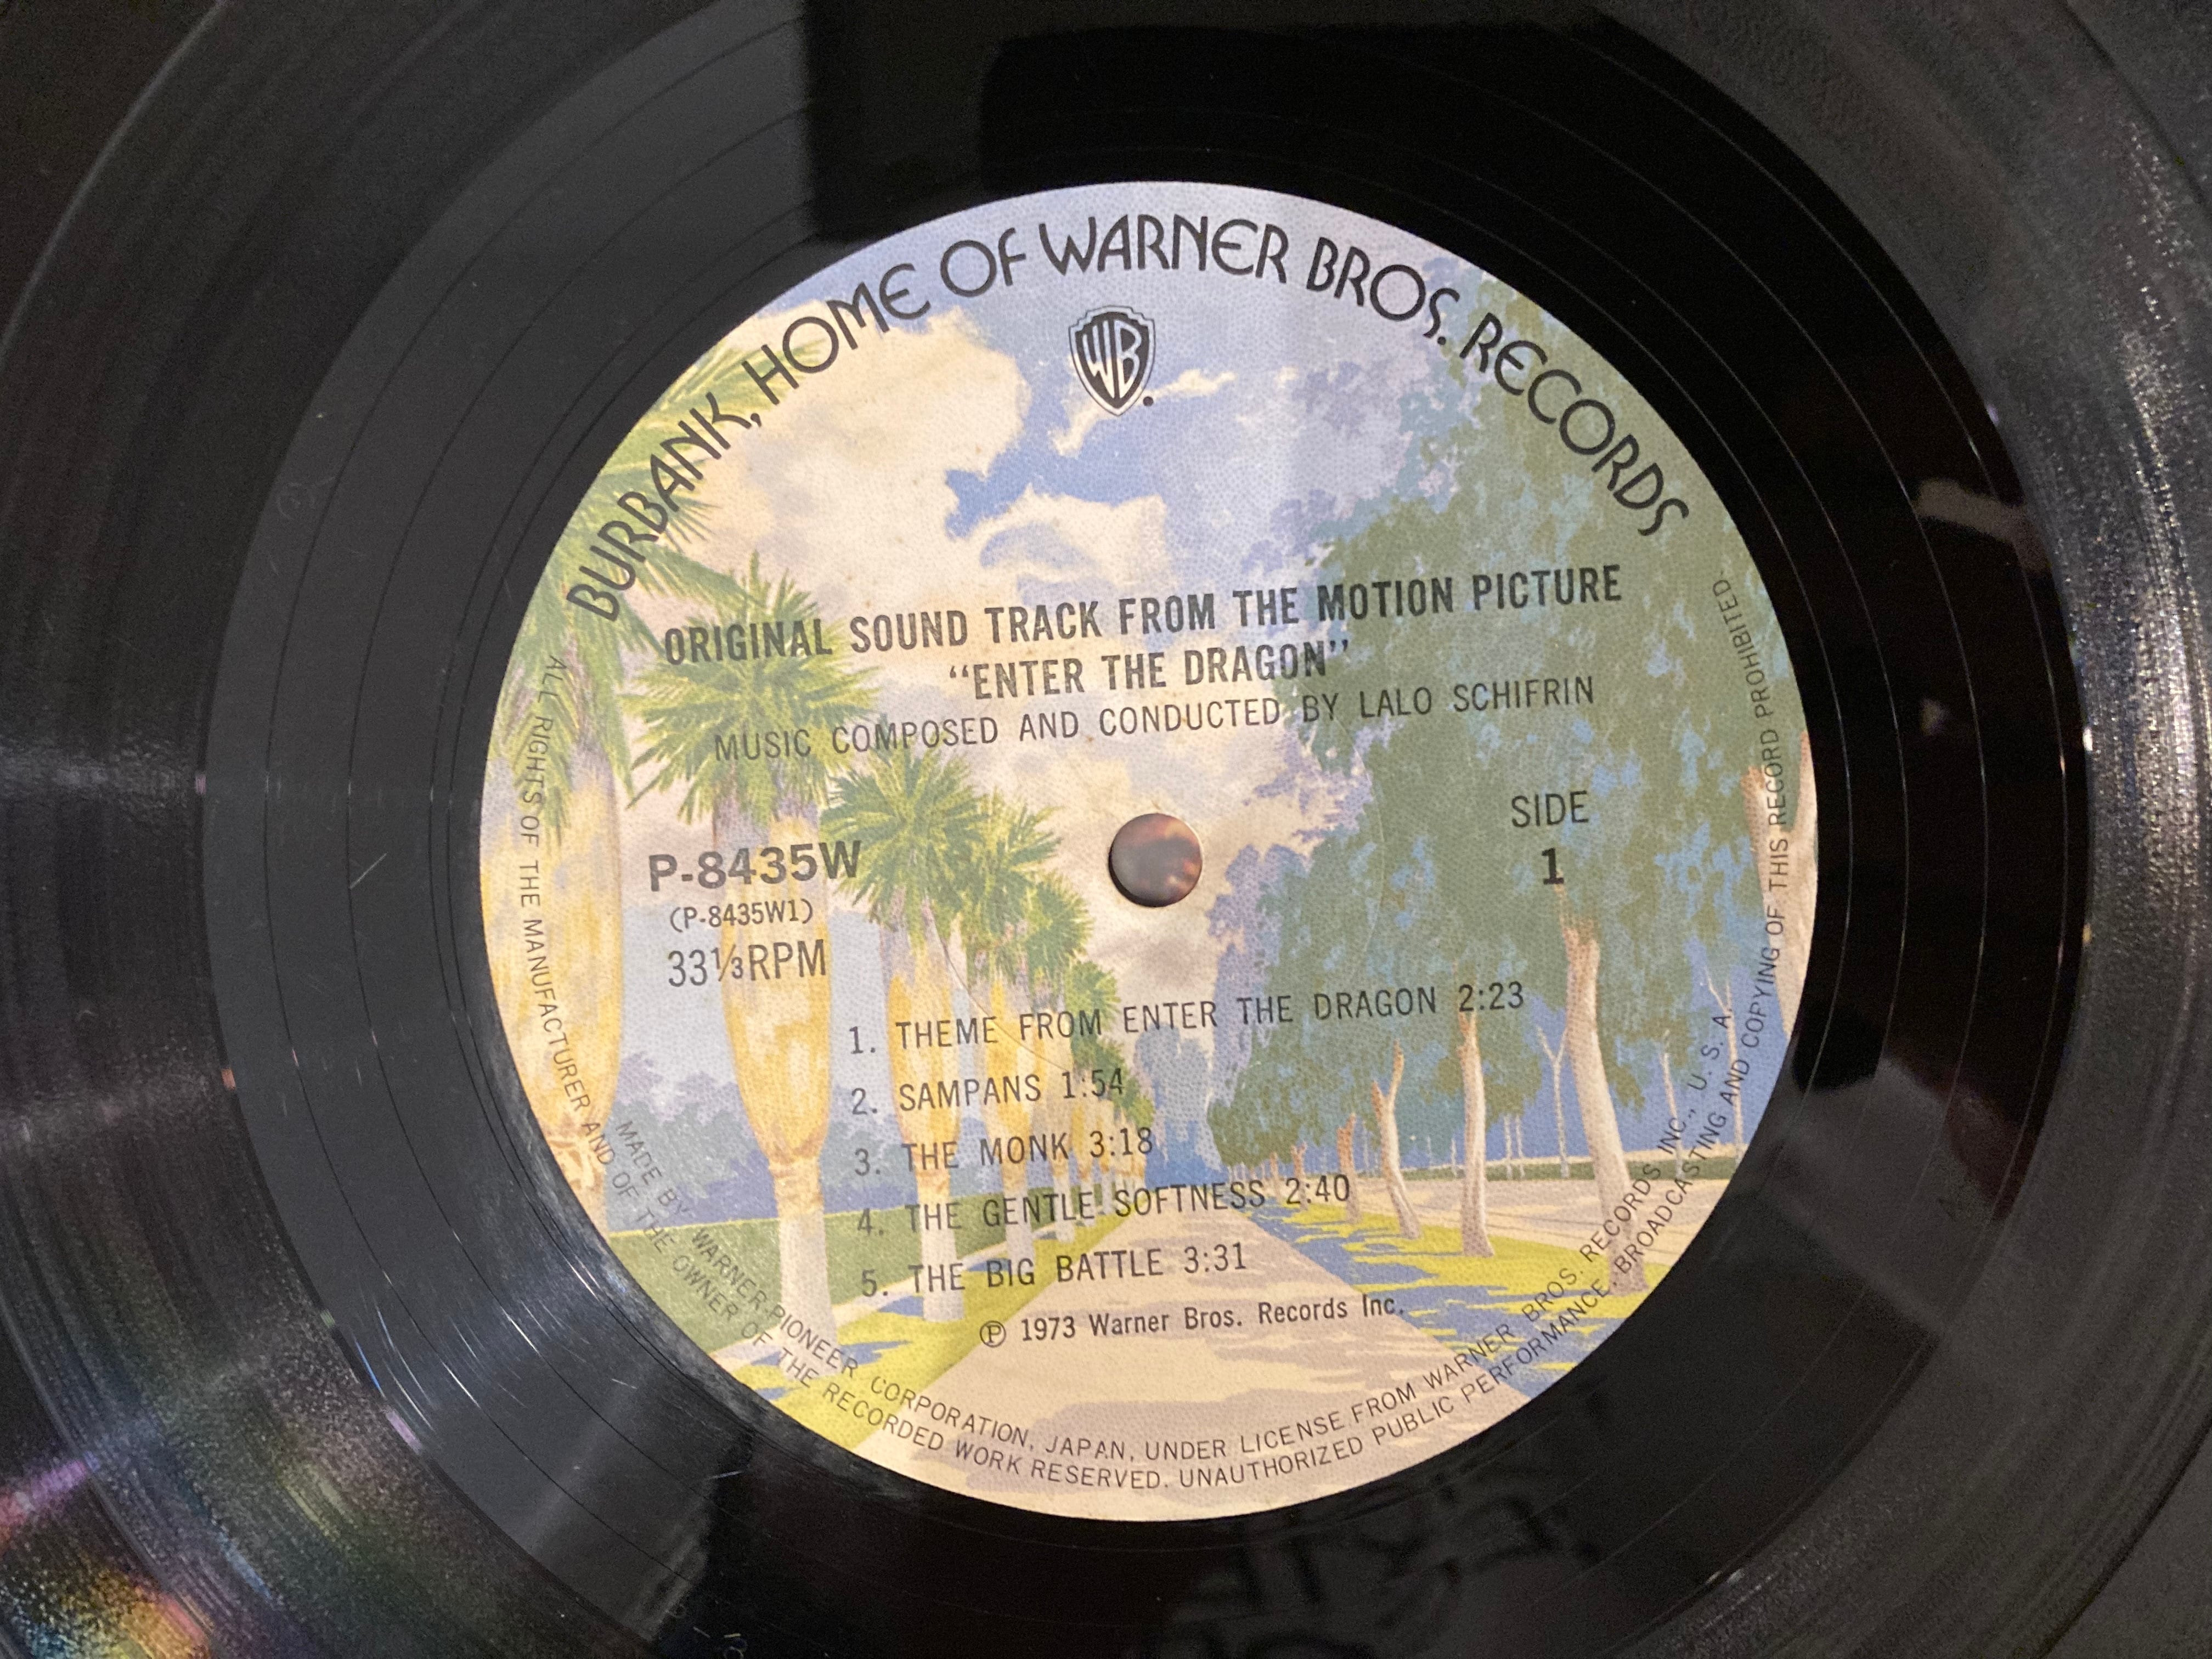 BURBANK, HOME OF WARNER BROS. RECORDS
WB
ORIGINAL SOUND TRACK FROM THE MOTION PICTURE
“ENTER THE DRAGON”
MUSIC COMPOSED AND CONDUCTED BY LALO SCHIFRIN
SIDE
1
P-8435W
(P-8435W1)
33⅓RPM
1. THEME FROM ENTER THE DRAGON 2:23
2. SAMPANS 1:54
3. THE MONK 3:18
4. THE GENTLE SOFTNESS 2:40
5. THE BIG BATTLE 3:31
℗ 1973 Warner Bros. Records Inc.
MADE BY WARNER-PIONEER CORPORATION, JAPAN, UNDER LICENSE FROM WARNER BROS. RECORDS INC., U. S. A.
ALL RIGHTS OF THE MANUFACTURER AND OF THE OWNER OF THE RECORDED WORK RESERVED. UNAUTHORIZED PUBLIC PERFORMANCE, BROADCASTING AND COPYING OF THIS RECORD PROHIBITED.